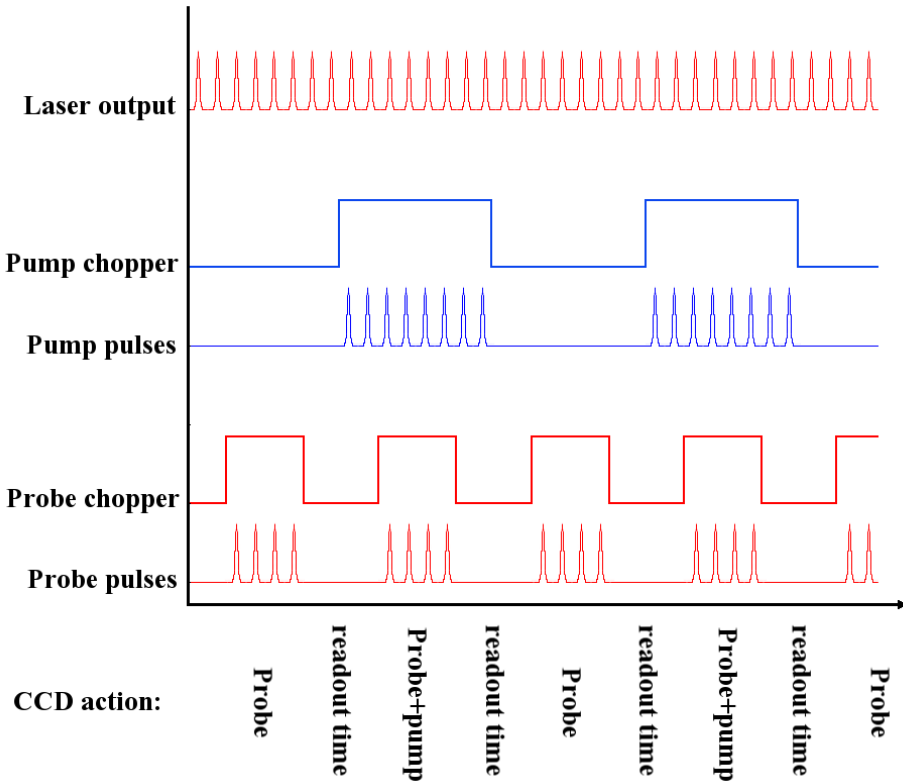 Laser output
Pump chopper
Pump pulses
Probe chopper
Probe pulses
CCD action:
Probe
readout time
Probe+pump
readout time
Probe
readout time
Probe+pump
readout time
Probe